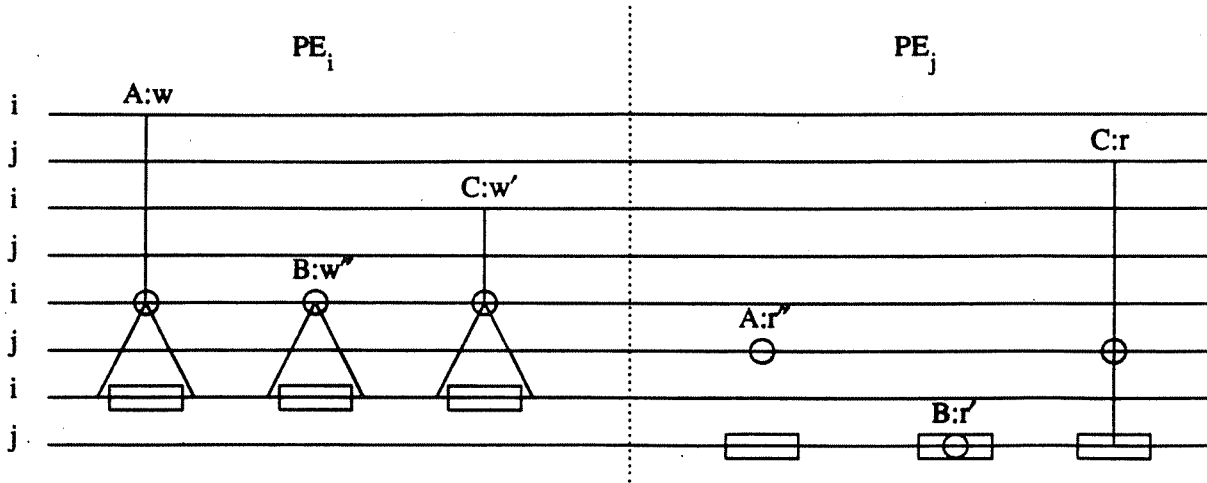 PE_i PE_j
i A:w
j C:r
i C:w′
j
i B:w″
j A:r″
i
j B:r′